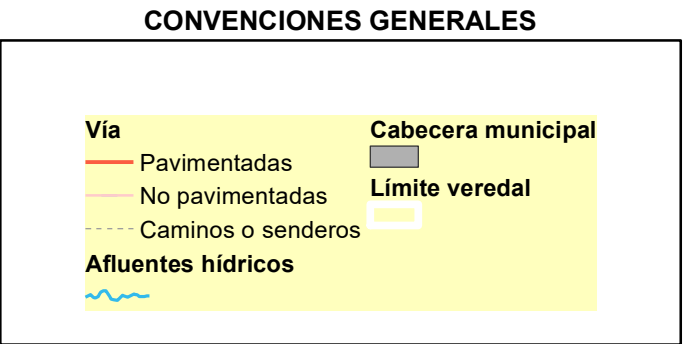 CONVENCIONES GENERALES
Vía
Pavimentadas
No pavimentadas
Caminos o senderos
Afluentes hídricos
Cabecera municipal
Límite veredal